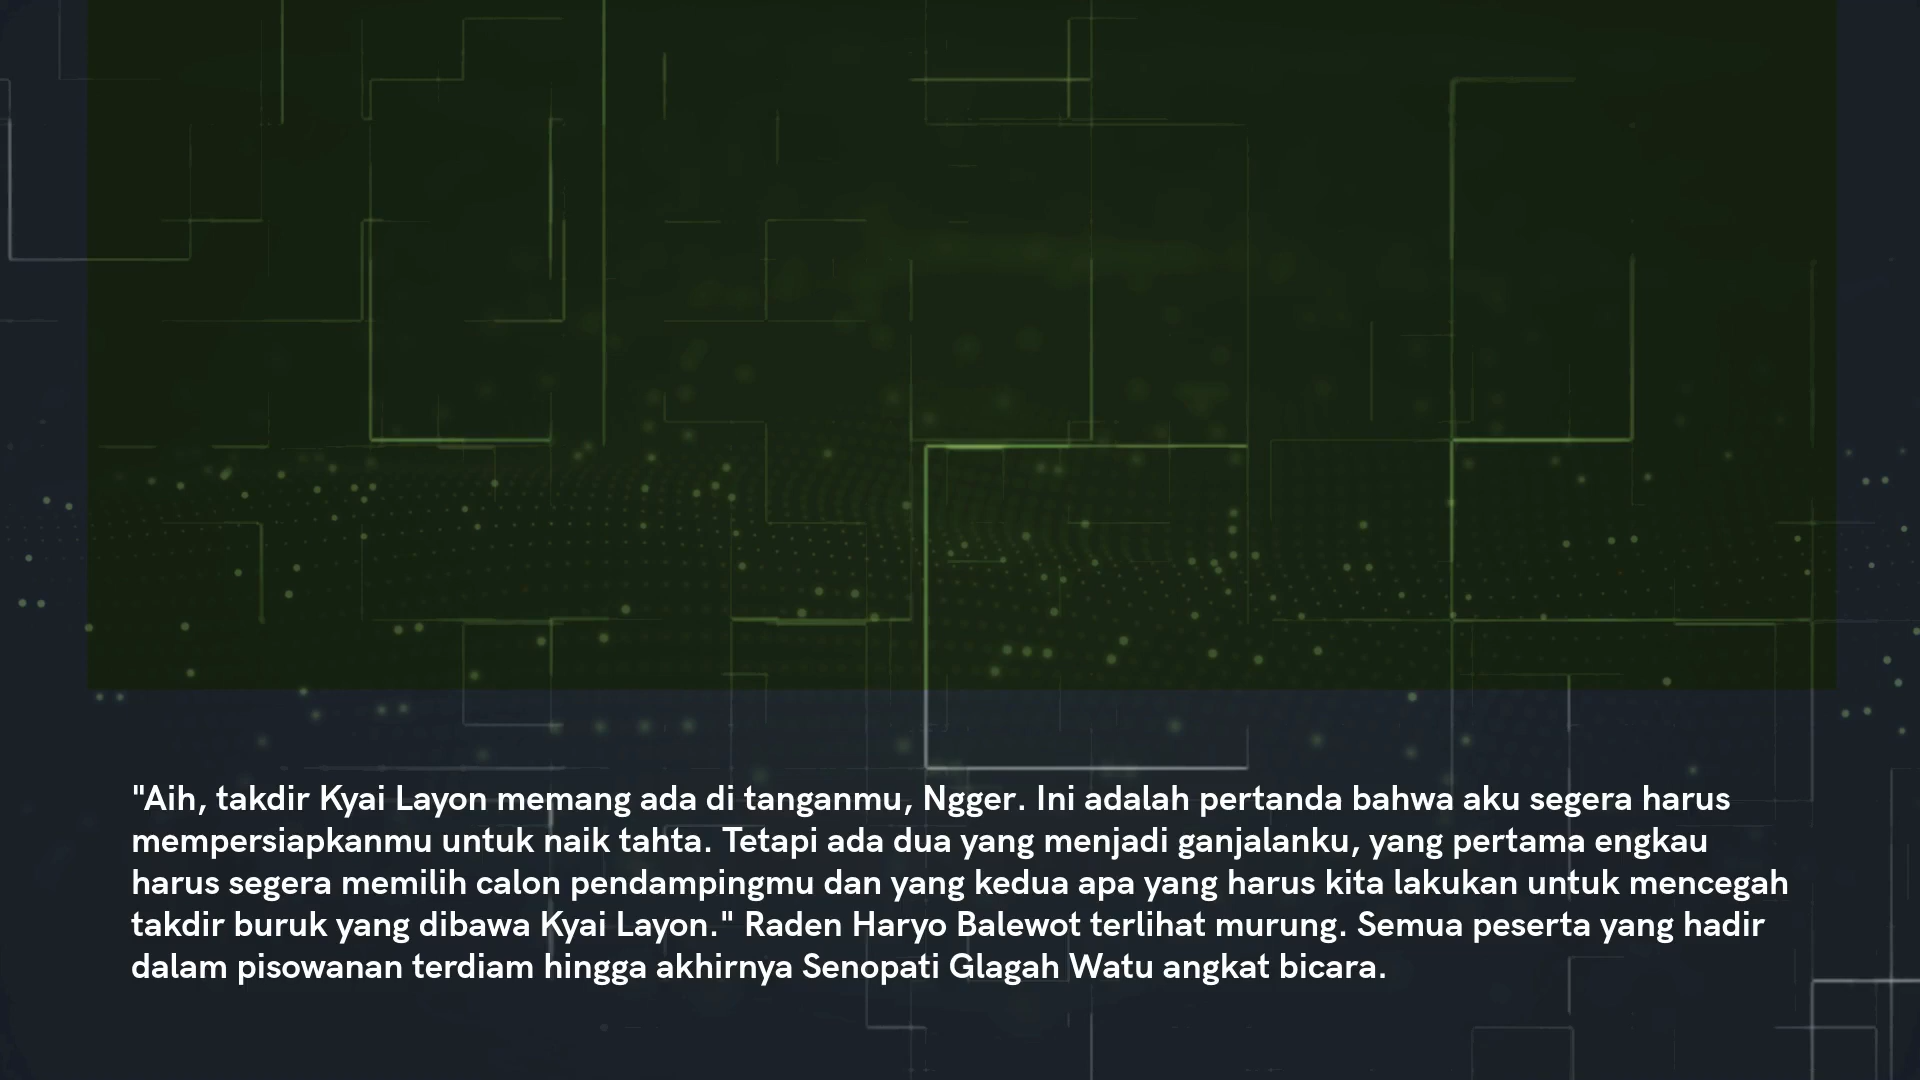 "Aih, takdir Kyai Layon memang ada di tanganmu, Ngger. Ini adalah pertanda bahwa aku segera harus
mempersiapkanmu untuk naik tahta. Tetapi ada dua yang menjadi ganjalanku, yang pertama engkau
harus segera memilih calon pendampingmu dan yang kedua apa yang harus kita lakukan untuk mencegah
takdir buruk yang dibawa Kyai Layon." Raden Haryo Balewot terlihat murung. Semua peserta yang hadir
dalam pisowanan terdiam hingga akhirnya Senopati Glagah Watu angkat bicara.